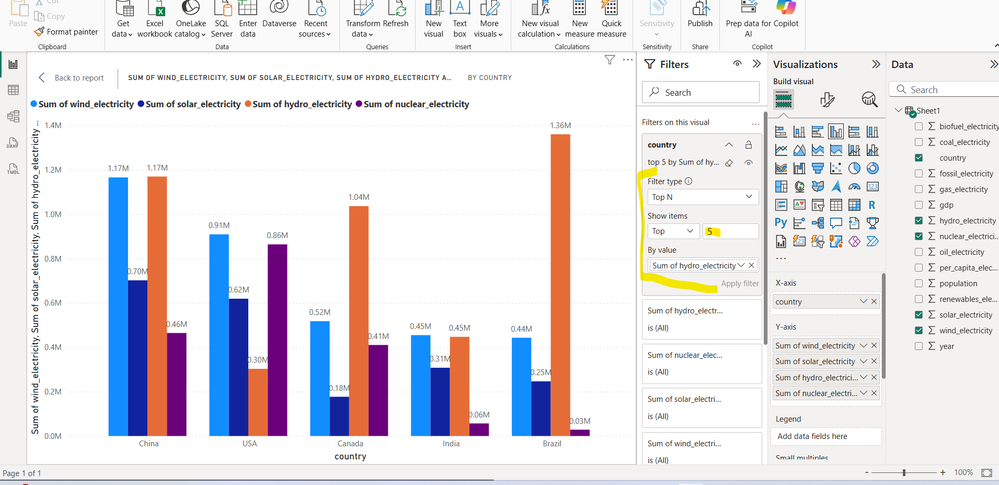 Cut
Paste
Copy
Format painter
Clipboard
Get data
Excel workbook
OneLake catalog
SQL Server
Enter data
Dataverse
Recent sources
Data
Transform data
Refresh
Queries
New visual
Text box
More visuals
Insert
New visual calculation
New measure
Quick measure
Calculations
Sensitivity
Sensitivity
Publish
Share
Prep data for AI
Copilot
Copilot
Back to report
SUM OF WIND_ELECTRICITY, SUM OF SOLAR_ELECTRICITY, SUM OF HYDRO_ELECTRICITY A...
BY COUNTRY
Sum of wind_electricity
Sum of solar_electricity
Sum of hydro_electricity
Sum of nuclear_electricity
Sum of wind_electricity, Sum of solar_electricity, Sum of hydro_electricity ...
1.4M
1.2M
1.0M
0.8M
0.6M
0.4M
0.2M
0.0M
1.17M
0.70M
1.17M
0.46M
0.91M
0.62M
0.30M
0.86M
0.52M
0.18M
1.04M
0.41M
0.45M
0.31M
0.45M
0.06M
0.44M
0.25M
1.36M
0.03M
China
USA
Canada
India
Brazil
country
DAX
TMDL
Filters
Search
Filters on this visual
...
country
top 5 by Sum of hy...
Filter type
Top N
Show items
Top
5
By value
Sum of hydro_electricity
Apply filter
Sum of hydro_electr...
is (All)
Sum of nuclear_elec...
is (All)
Sum of solar_electri...
is (All)
Sum of wind_electri...
is (All)
Visualizations
Build visual
123
R
Py
123
...
X-axis
country
Y-axis
Sum of wind_electricity
Sum of solar_electricity
Sum of hydro_electrici...
Sum of nuclear_electri...
Legend
Add data fields here
Small multiples
Data
Search
Sheet1
biofuel_electricity
coal_electricity
country
fossil_electricity
gas_electricity
gdp
hydro_electricity
nuclear_electrici...
oil_electricity
per_capita_elec...
population
renewables_ele...
solar_electricity
wind_electricity
year
Page 1 of 1
- + 100%